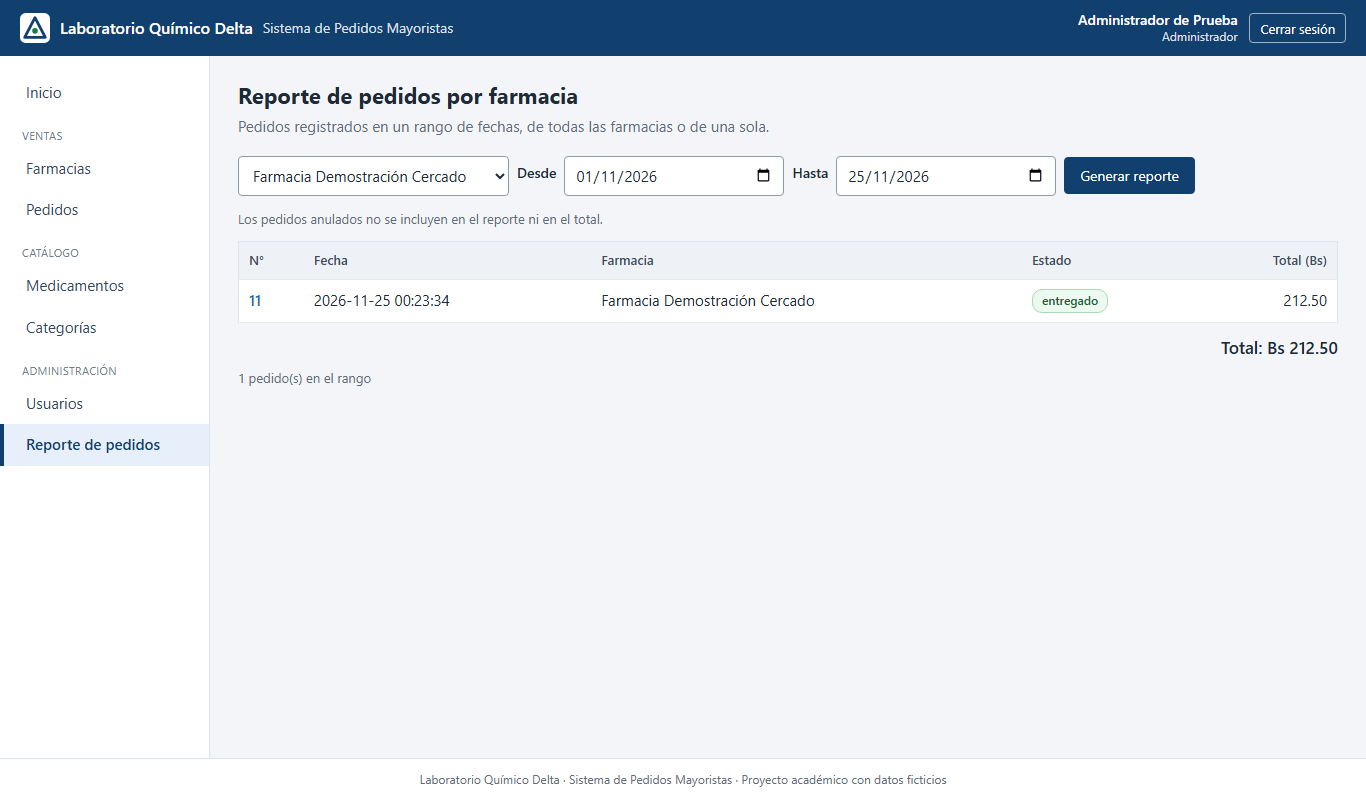 Laboratorio Químico Delta Sistema de Pedidos Mayoristas
Administrador de Prueba
Administrador
Cerrar sesión
Inicio
VENTAS
Farmacias
Pedidos
CATÁLOGO
Medicamentos
Categorías
ADMINISTRACIÓN
Usuarios
Reporte de pedidos
Reporte de pedidos por farmacia
Pedidos registrados en un rango de fechas, de todas las farmacias o de una sola.
Farmacia Demostración Cercado Desde 01/11/2026 Hasta 25/11/2026 Generar reporte
Los pedidos anulados no se incluyen en el reporte ni en el total.
N° Fecha Farmacia Estado Total (Bs)
11 2026-11-25 00:23:34 Farmacia Demostración Cercado entregado 212.50
Total: Bs 212.50
1 pedido(s) en el rango
Laboratorio Químico Delta · Sistema de Pedidos Mayoristas · Proyecto académico con datos ficticios